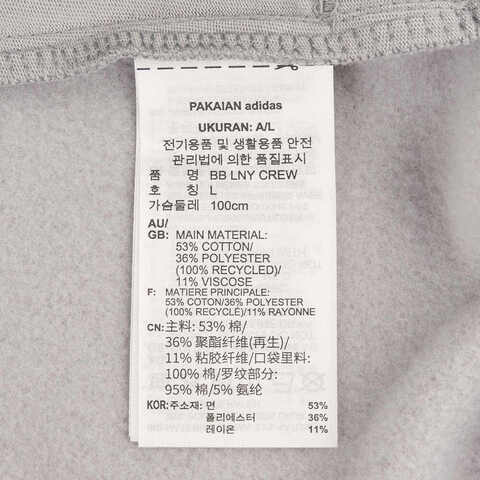 PAKAIAN adidas
UKURAN: A/L
전기용품 및 생활용품 안전
관리법에 의한 품질표시
품 명 BB LNY CREW
호 칭 L
가슴둘레 100cm
AU/
GB: MAIN MATERIAL:
53% COTTON/
36% POLYESTER
(100% RECYCLED)/
11% VISCOSE
F: MATIERE PRINCIPALE:
53% COTON/36% POLYESTER
(100% RECYCLÉ)/11% RAYONNE
CN: 主料: 53% 棉/
36% 聚酯纤维(再生)/
11% 粘胶纤维/口袋里料:
100% 棉/罗纹部分:
95% 棉/5% 氨纶
KOR: 주소재: 면 53%
폴리에스터 36%
레이온 11%